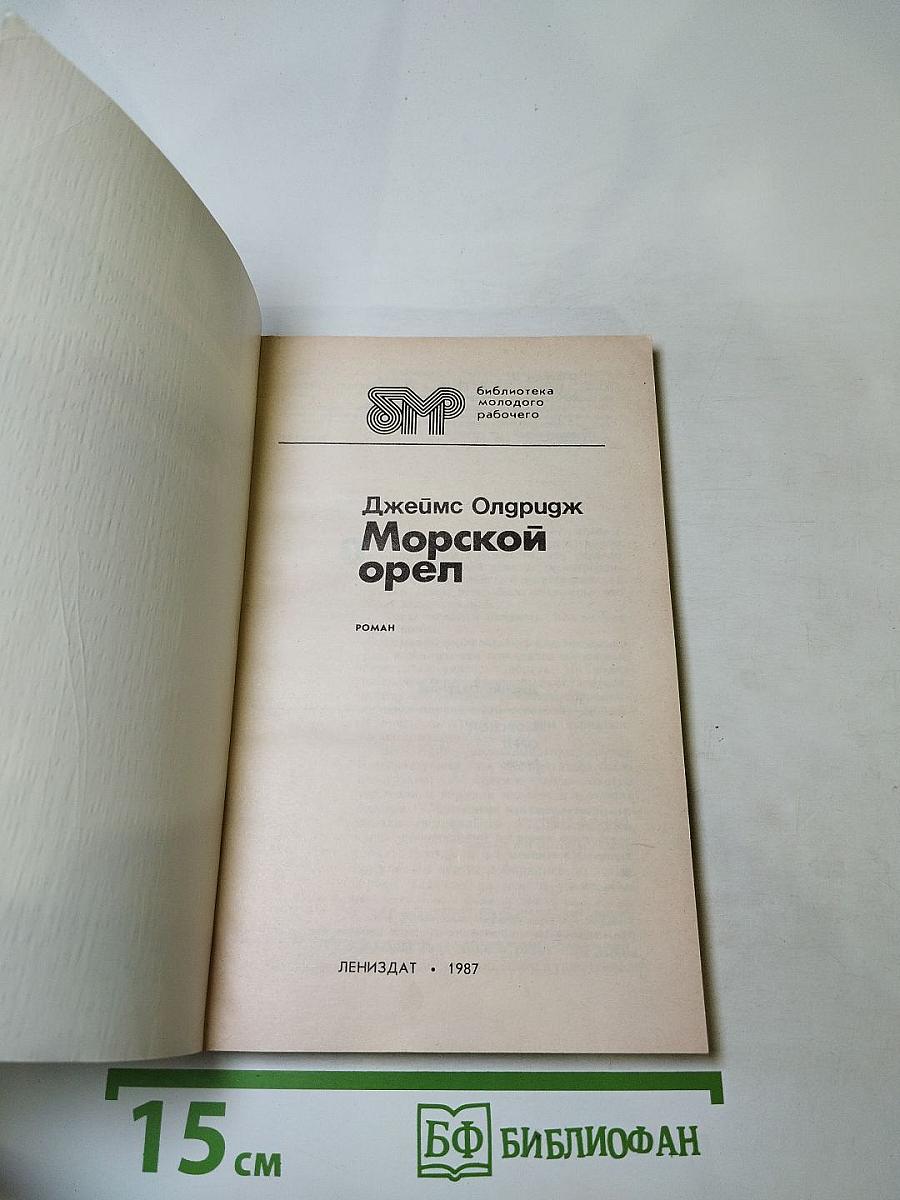 бмр
библиотека
молодого
рабочего
Джеймс Олдридж
Морской
орел
РОМАН
ЛЕНИЗДАТ • 1987
15 см
БФ БИБЛИОФАН